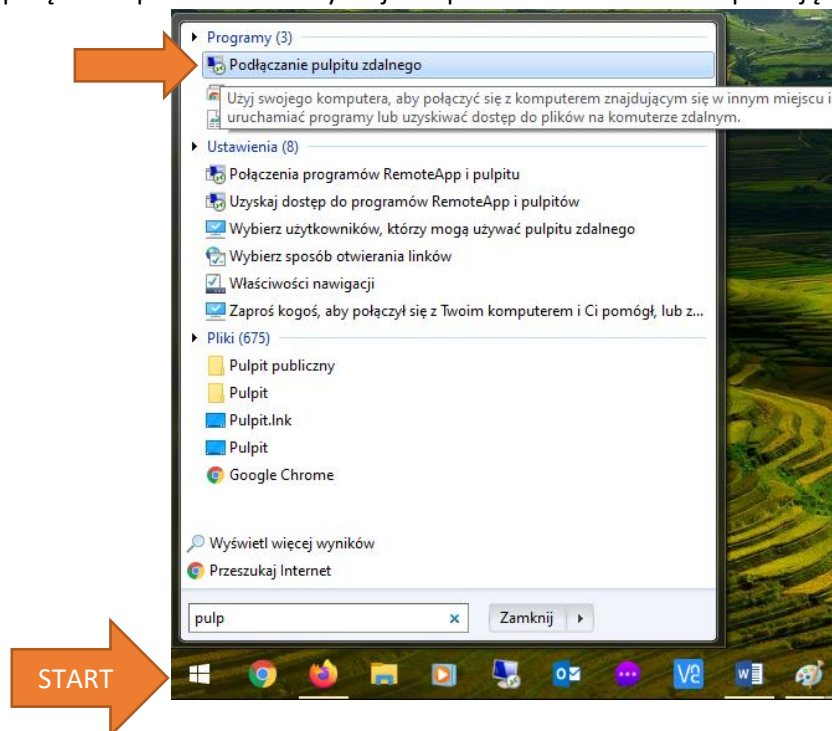 Programy (3)
Podłączanie pulpitu zdalnego
Użyj swojego komputera, aby połączyć się z komputerem znajdującym się w innym miejscu i
uruchamiać programy lub uzyskiwać dostęp do plików na komuterze zdalnym.
Ustawienia (8)
Połączenia programów RemoteApp i pulpitu
Uzyskaj dostęp do programów RemoteApp i pulpitów
Wybierz użytkowników, którzy mogą używać pulpitu zdalnego
Wybierz sposób otwierania linków
Właściwości nawigacji
Zaproś kogoś, aby połączył się z Twoim komputerem i Ci pomógł, lub z...
Pliki (675)
Pulpit publiczny
Pulpit
Pulpit.lnk
Pulpit
Google Chrome
Wyświetl więcej wyników
Przeszukaj Internet
pulp
Zamknij
START